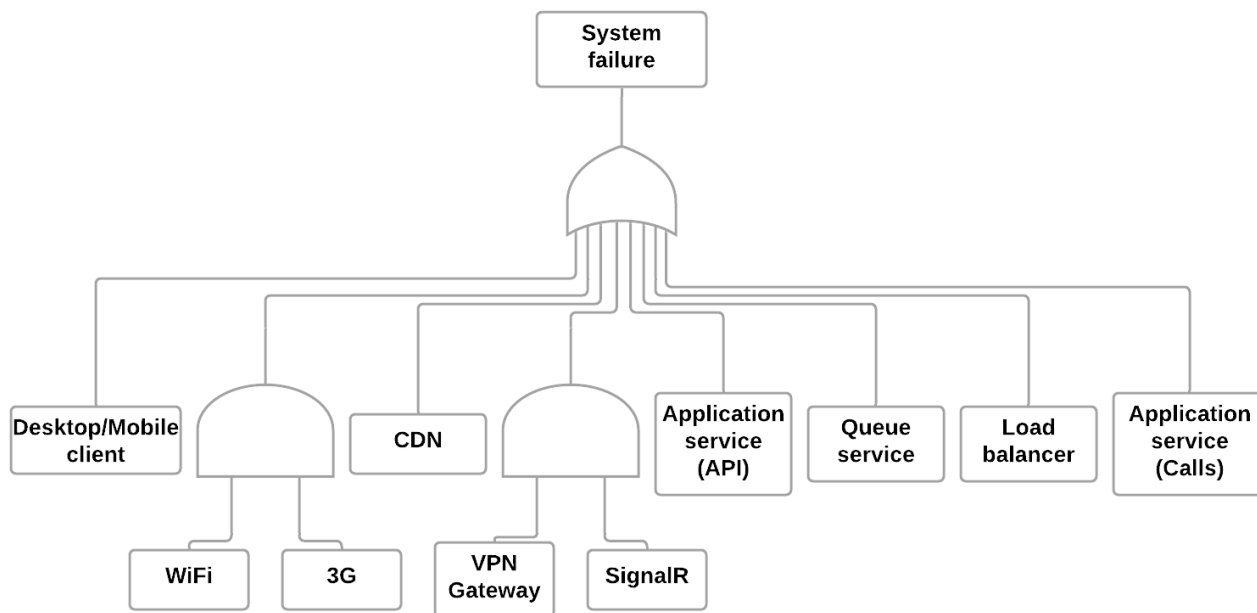 System
failure
Desktop/Mobile
client
CDN
Application
service
(API)
Queue
service
Load
balancer
Application
service
(Calls)
WiFi
3G
VPN
Gateway
SignalR